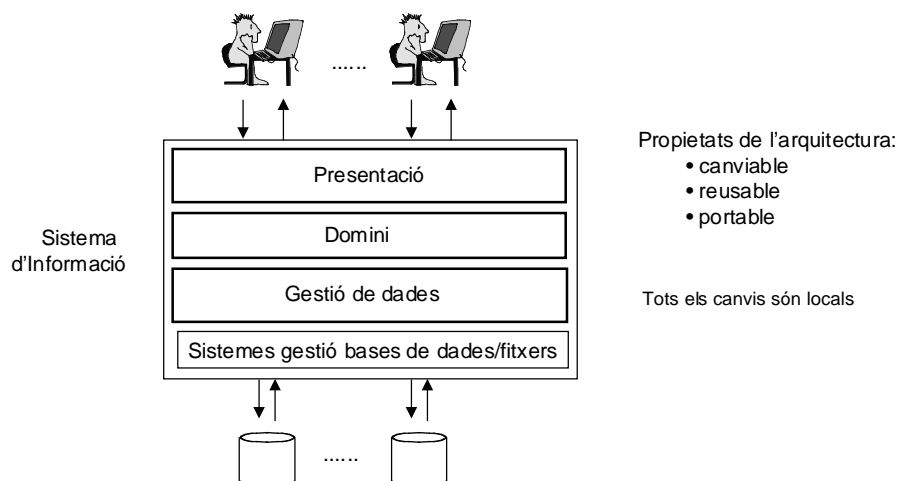 .....
Propietats de l'arquitectura:
• canviable
• reusable
• portable
Presentació
Domini
Sistema
d'Informació
Gestió de dades
Tots els canvis són locals
Sistemes gestió bases de dades/fitxers
......